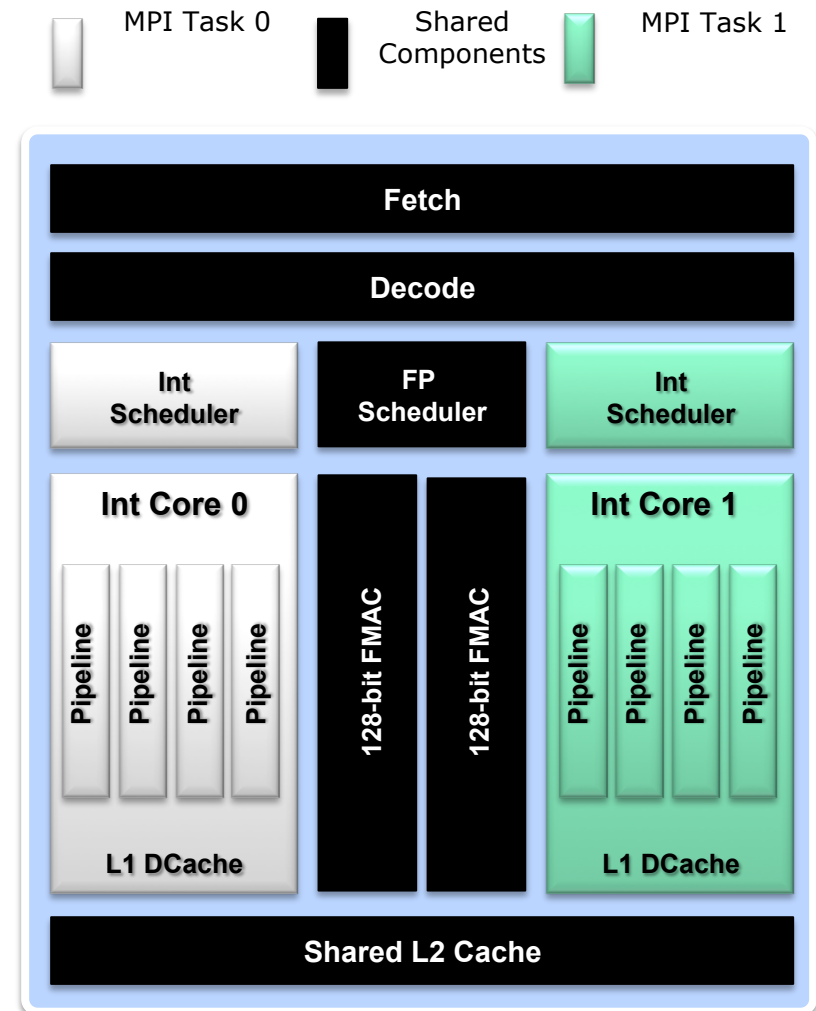 MPI Task 0
Shared
Components
MPI Task 1
Fetch
Decode
Int
Scheduler
FP
Scheduler
Int
Scheduler
Int Core 0
Pipeline
Pipeline
Pipeline
Pipeline
L1 DCache
128-bit FMAC
128-bit FMAC
Int Core 1
Pipeline
Pipeline
Pipeline
Pipeline
L1 DCache
Shared L2 Cache